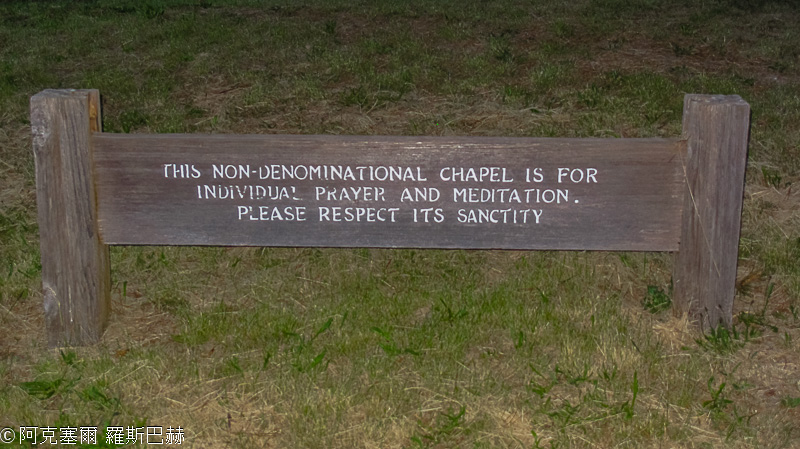 THIS NON-DENOMINATIONAL CHAPEL IS FOR
INDIVIDUAL PRAYER AND MEDITATION.
PLEASE RESPECT ITS SANCTITY
©阿克塞爾 羅斯巴赫